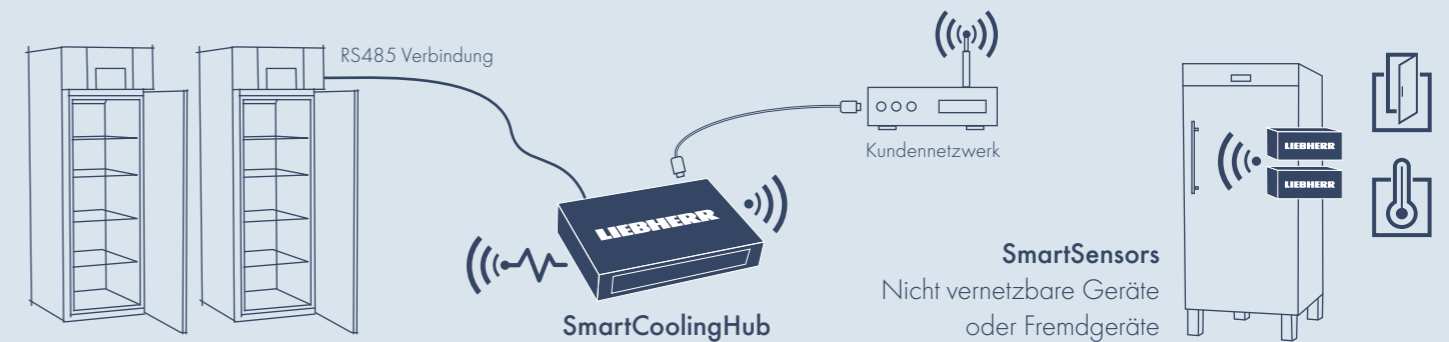 RS485 Verbindung
Kundennetzwerk
LIEBHERR
LIEBHERR
LIEBHERR
SmartCoolingHub
SmartSensors
Nicht vernetzbare Geräte
oder Fremdgeräte